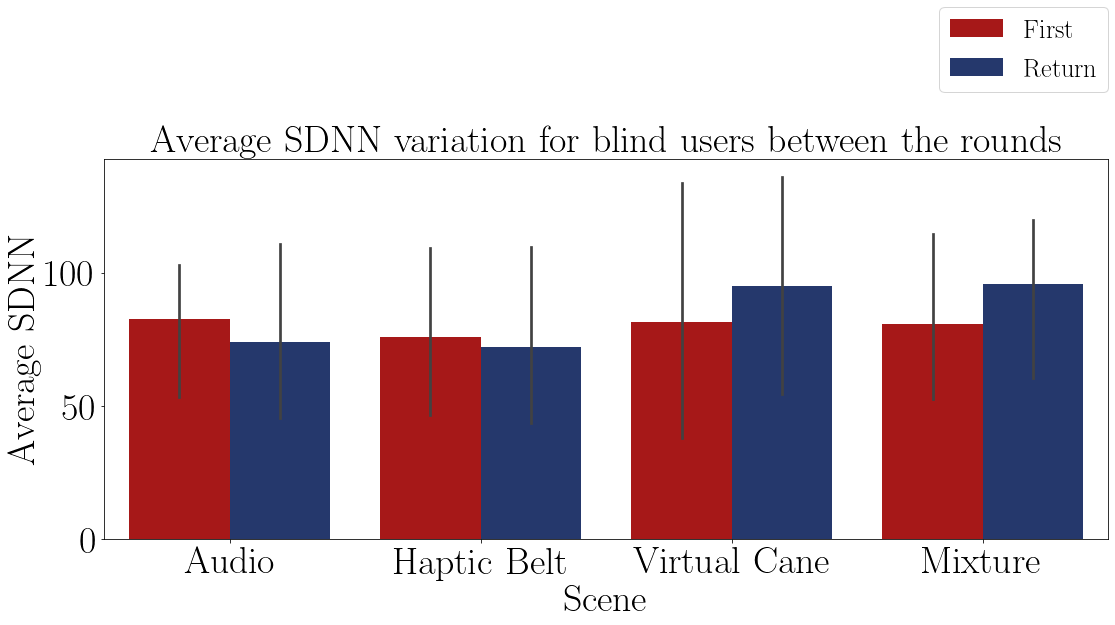 First
Return
Average SDNN variation for blind users between the rounds
Average SDNN
100
50
0
Audio
Haptic Belt
Virtual Cane
Mixture
Scene